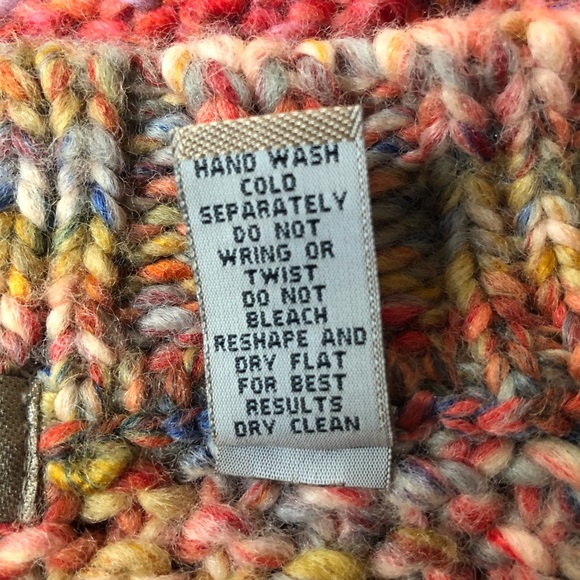 HAND WASH
COLD
SEPARATELY
DO NOT
WRING OR
TWIST
DO NOT
BLEACH
RESHAPE AND
DRY FLAT
FOR BEST
RESULTS
DRY CLEAN